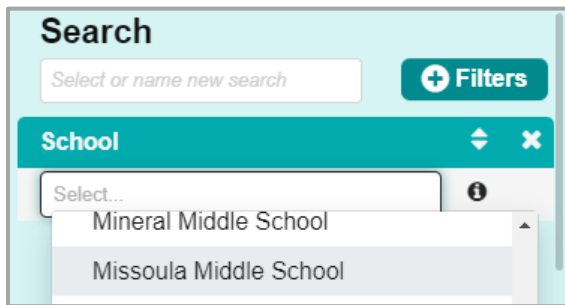 Search
Select or name new search
Filters
School
Select...
Mineral Middle School
Missoula Middle School